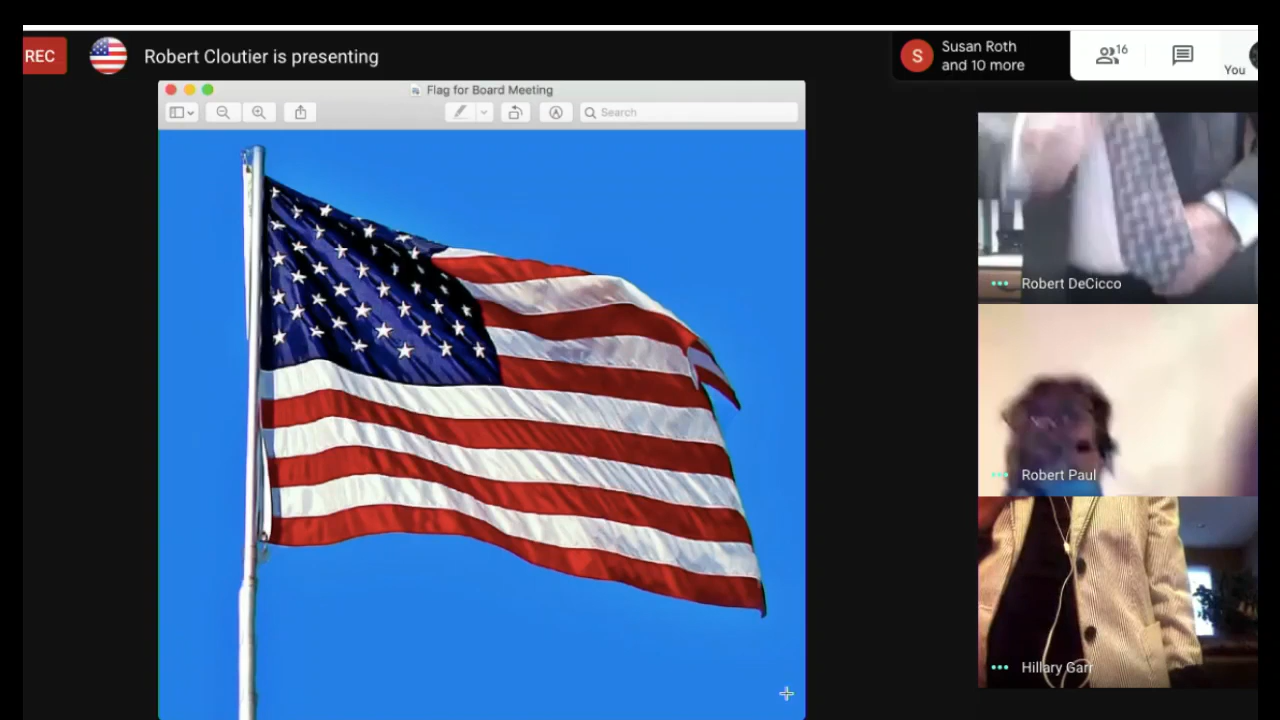 REC
Robert Cloutier is presenting
S
Susan Roth
and 10 more
16
You
Flag for Board Meeting
Search
Robert DeCicco
Robert Paul
Hillary Garr